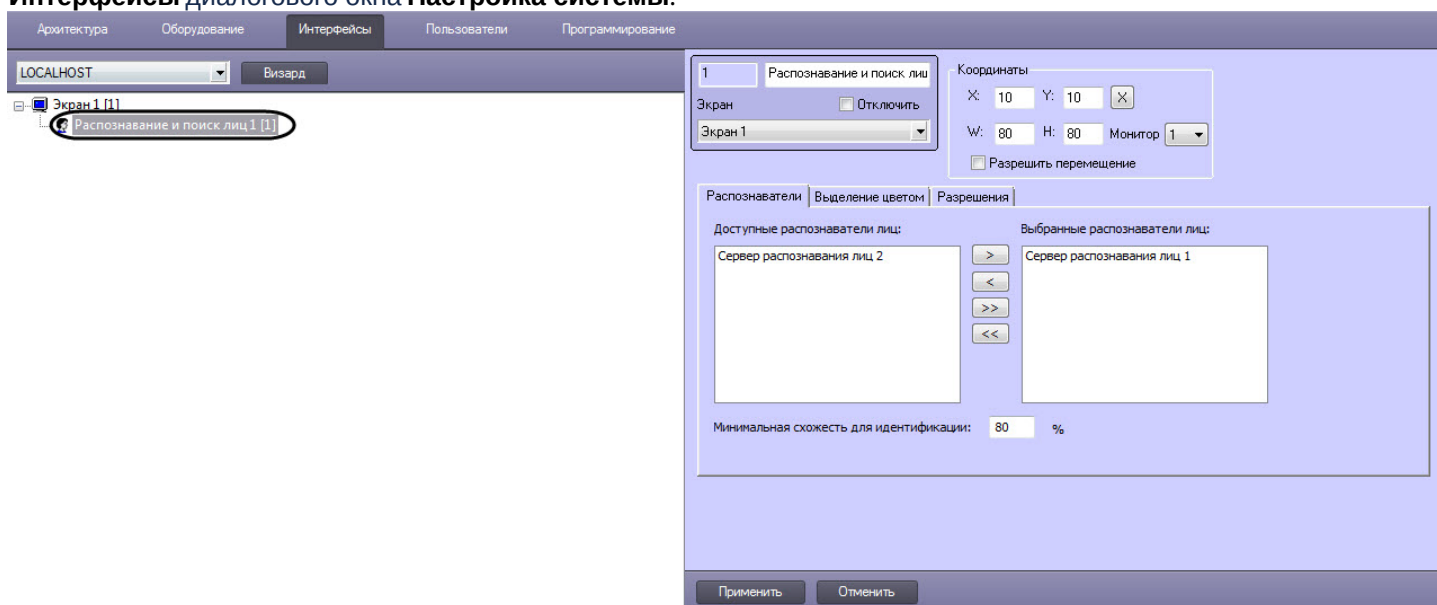 Интерфейсы диалогового окна Настройка системы.
Архитектура Оборудование Интерфейсы Пользователи Программирование
LOCALHOST Визард
Экран 1 [1]
Распознавание и поиск лиц 1 [1]
1 Распознавание и поиск лиц
Экран Отключить
Экран 1
Координаты
X: 10 Y: 10 X
W: 80 H: 80 Монитор 1
Разрешить перемещение
Распознаватели Выделение цветом Разрешения
Доступные распознаватели лиц: Выбранные распознаватели лиц:
Сервер распознавания лиц 2 > Сервер распознавания лиц 1
<
>>
<<
Минимальная схожесть для идентификации: 80 %
Применить Отменить